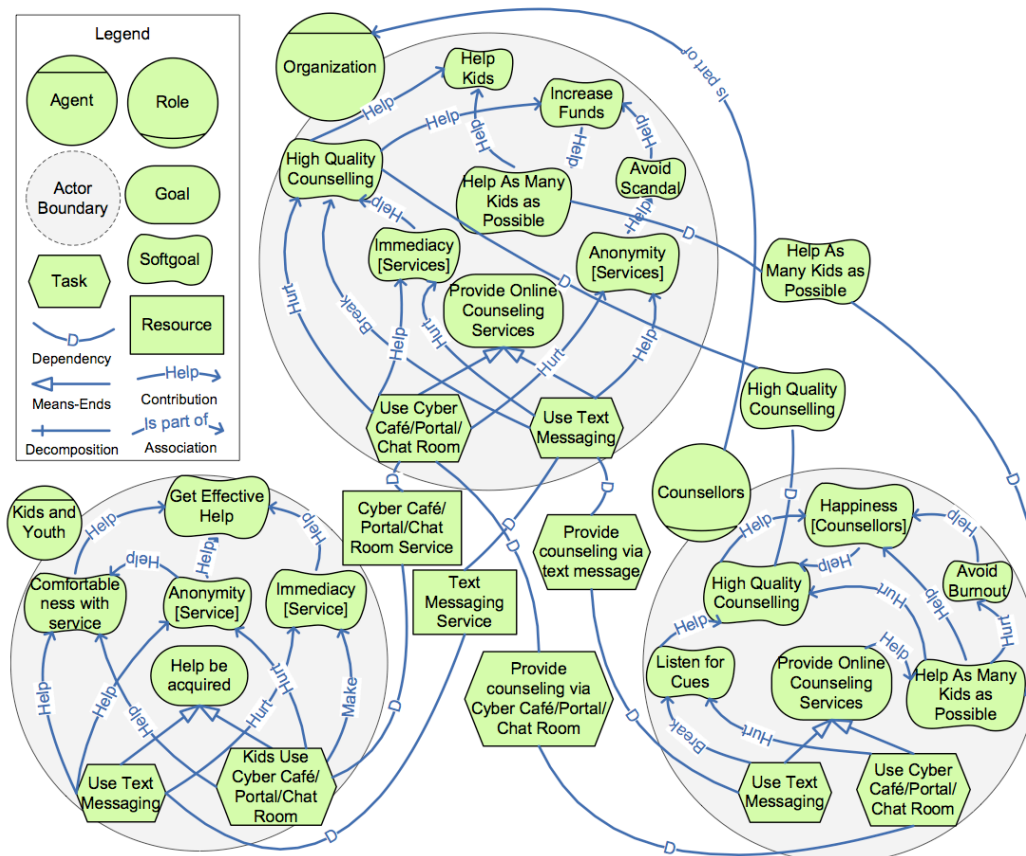 Legend
Agent
Role
Actor
Boundary
Goal
Softgoal
Task
Resource
D
Dependency
Help
Contribution
Means-Ends
Is part of
Association
Decomposition
Organization
Help
Kids
Increase
Funds
High Quality
Counselling
Help As Many
Kids as
Possible
Avoid
Scandal
Immediacy
[Services]
Anonymity
[Services]
Provide Online
Counseling
Services
Use Cyber
Café/Portal/
Chat Room
Use Text
Messaging
Help
Help
Help
Help
Help
Help
Help
Hurt
Break
Help
Hurt
Hurt
Help
Is part of
D
D
Help As
Many Kids as
Possible
High Quality
Counselling
D
D
D
D
D
Cyber Café/
Portal/Chat
Room Service
Text
Messaging
Service
Provide
counseling via
text message
Provide
counseling via
Cyber Café/Portal/
Chat Room
D
D
D
D
D
Kids and
Youth
Get Effective
Help
Comfortable
ness with
service
Anonymity
[Service]
Immediacy
[Service]
Help be
acquired
Use Text
Messaging
Kids Use
Cyber Café/
Portal/Chat
Room
Help
Help
Help
Help
Help
Help
Help
Hurt
Hurt
Make
Counsellors
Happiness
[Counsellors]
High Quality
Counselling
Avoid
Burnout
Listen for
Cues
Provide Online
Counseling
Services
Help As Many
Kids as
Possible
Use Text
Messaging
Use Cyber
Café/Portal/
Chat Room
Help
Help
Help
Hurt
Help
Hurt
Help
Help
Break
Hurt